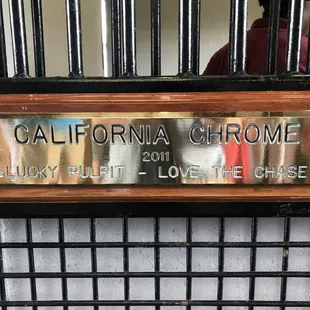 CALIFORNIA CHROME
2011
LUCKY PULPIT - LOVE THE CHASE